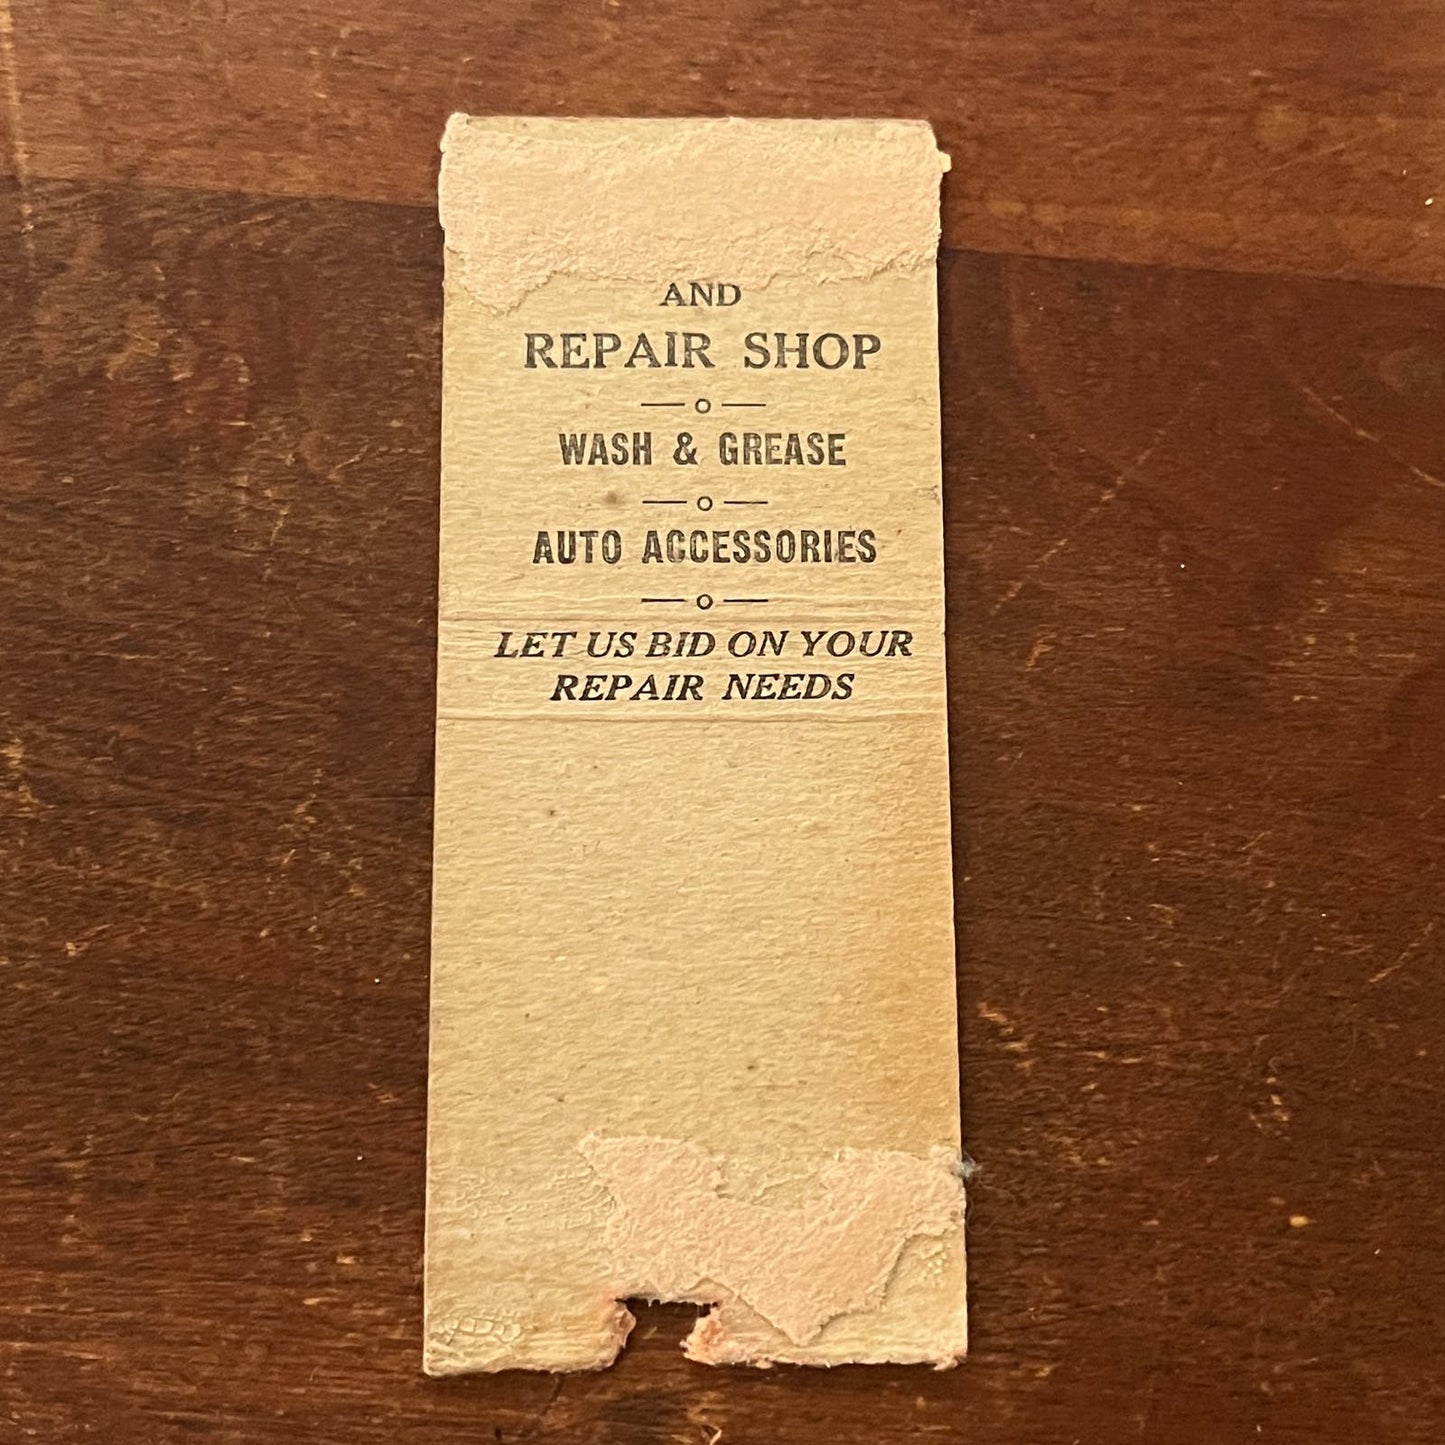 AND
REPAIR SHOP
WASH & GREASE
AUTO ACCESSORIES
LET US BID ON YOUR
REPAIR NEEDS